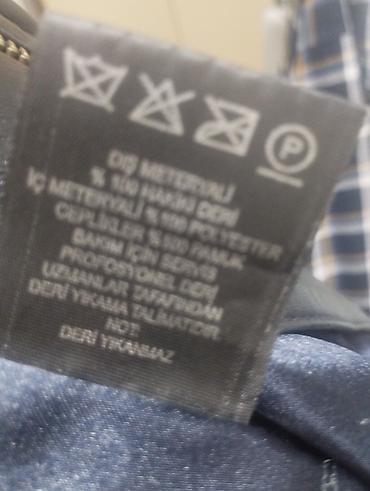 P
DIŞ METERYALİ
% 100 HAKİKİ DERİ
İÇ METERYALİ %100 POLYESTER
CEPLİKLER %100 PAMUK
BAKIM İÇİN SERVİS
PROFOSYONEL DERİ
UZMANLAR TAFAFINDAN
DERİ YIKAMA TALİMATIDIR.
NOT:
DERİ YIKANMAZ